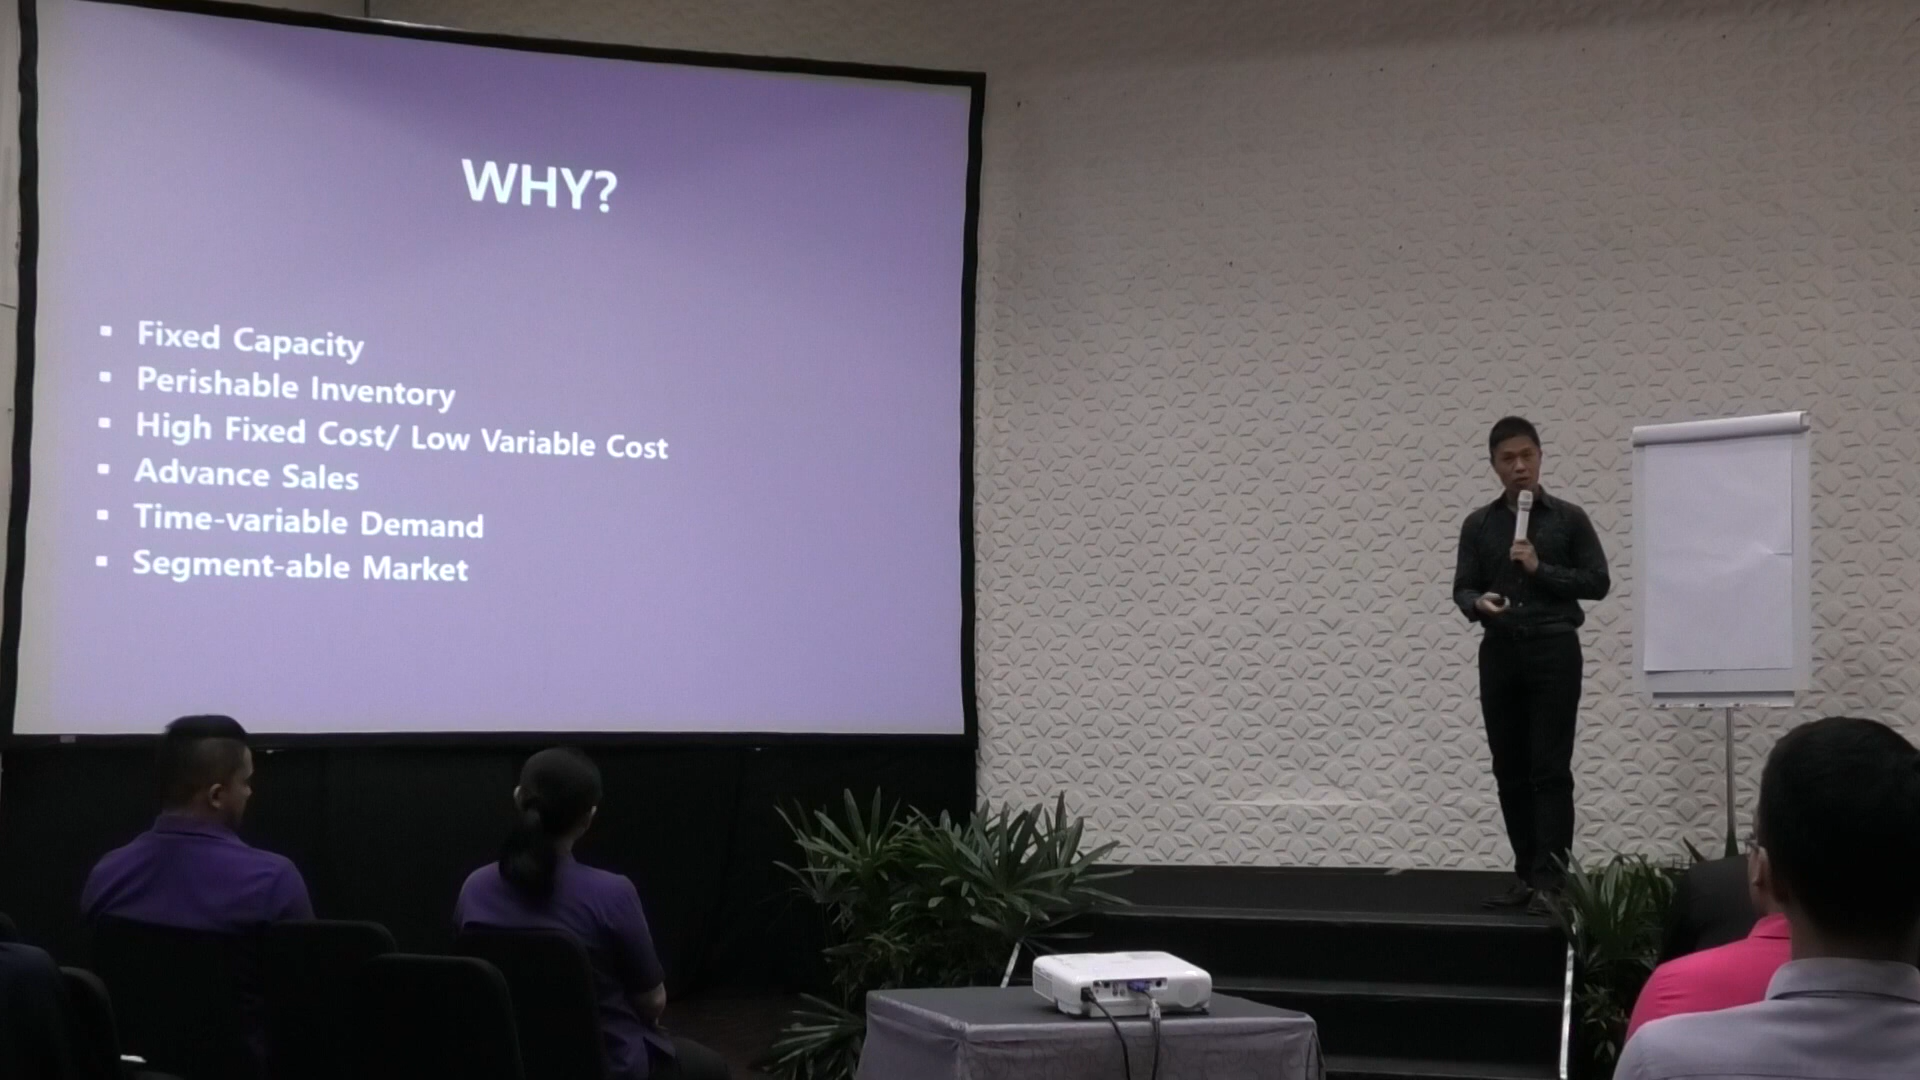 WHY?
▪ Fixed Capacity
▪ Perishable Inventory
▪ High Fixed Cost/ Low Variable Cost
▪ Advance Sales
▪ Time-variable Demand
▪ Segment-able Market